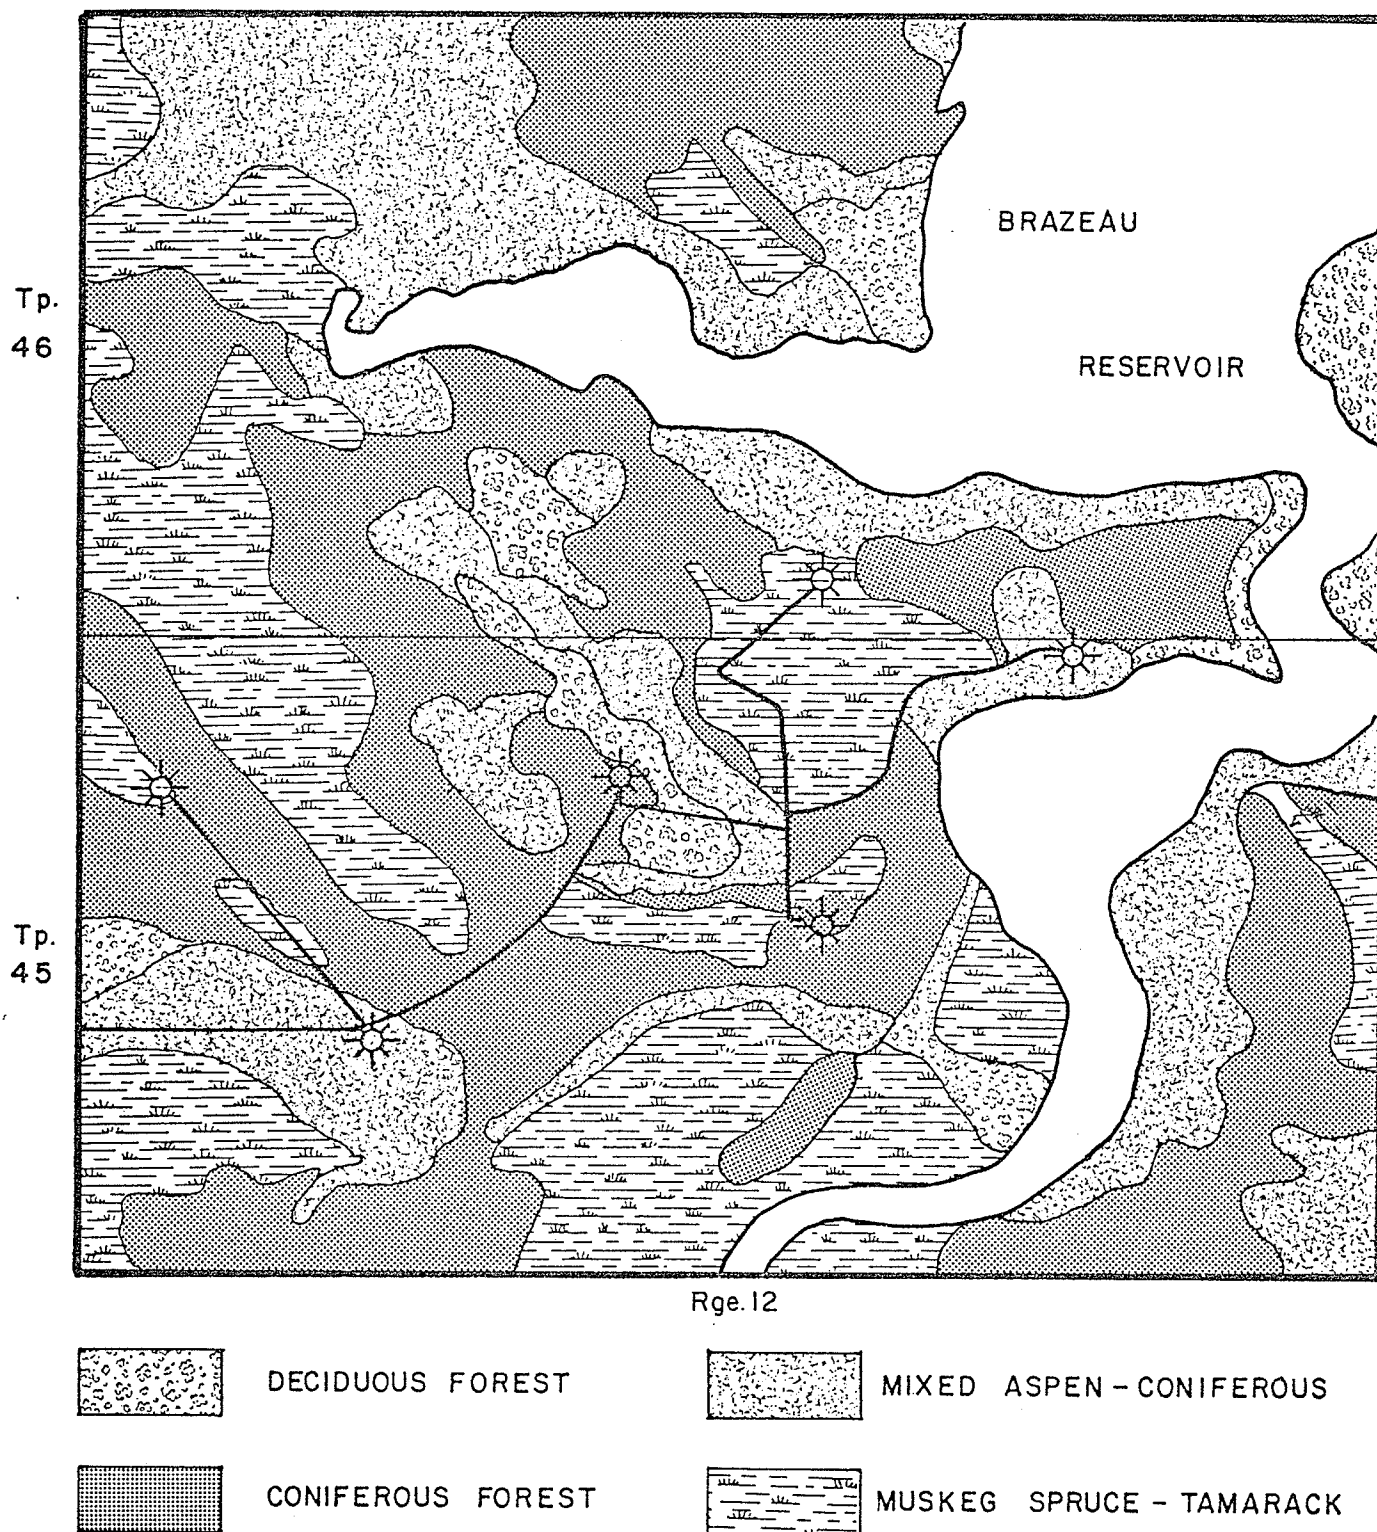 BRAZEAU
Tp.
46
RESERVOIR
Tp.
45
Rge. 12
DECIDUOUS FOREST
MIXED ASPEN - CONIFEROUS
CONIFEROUS FOREST
MUSKEG SPRUCE - TAMARACK